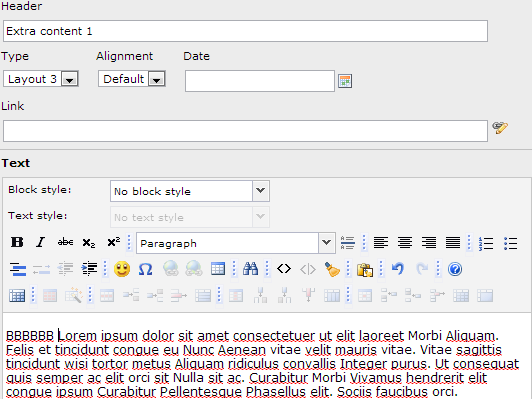 Header
Extra content 1
Type Alignment Date
Layout 3 Default
Link
Text
Block style: No block style
Text style: No text style
B I abc x₂ x² Paragraph
BBBBBB Lorem ipsum dolor sit amet consectetuer ut elit laoreet Morbi Aliquam.
Felis et tincidunt congue eu Nunc Aenean vitae velit mauris vitae. Vitae sagittis
tincidunt wisi tortor metus Aliquam ridiculus convallis Integer purus. Ut consequat
quis semper ac elit orci sit Nulla sit ac. Curabitur Morbi Vivamus hendrerit elit
congue ipsum Curabitur Pellentesque Phasellus elit. Sociis faucibus orci.